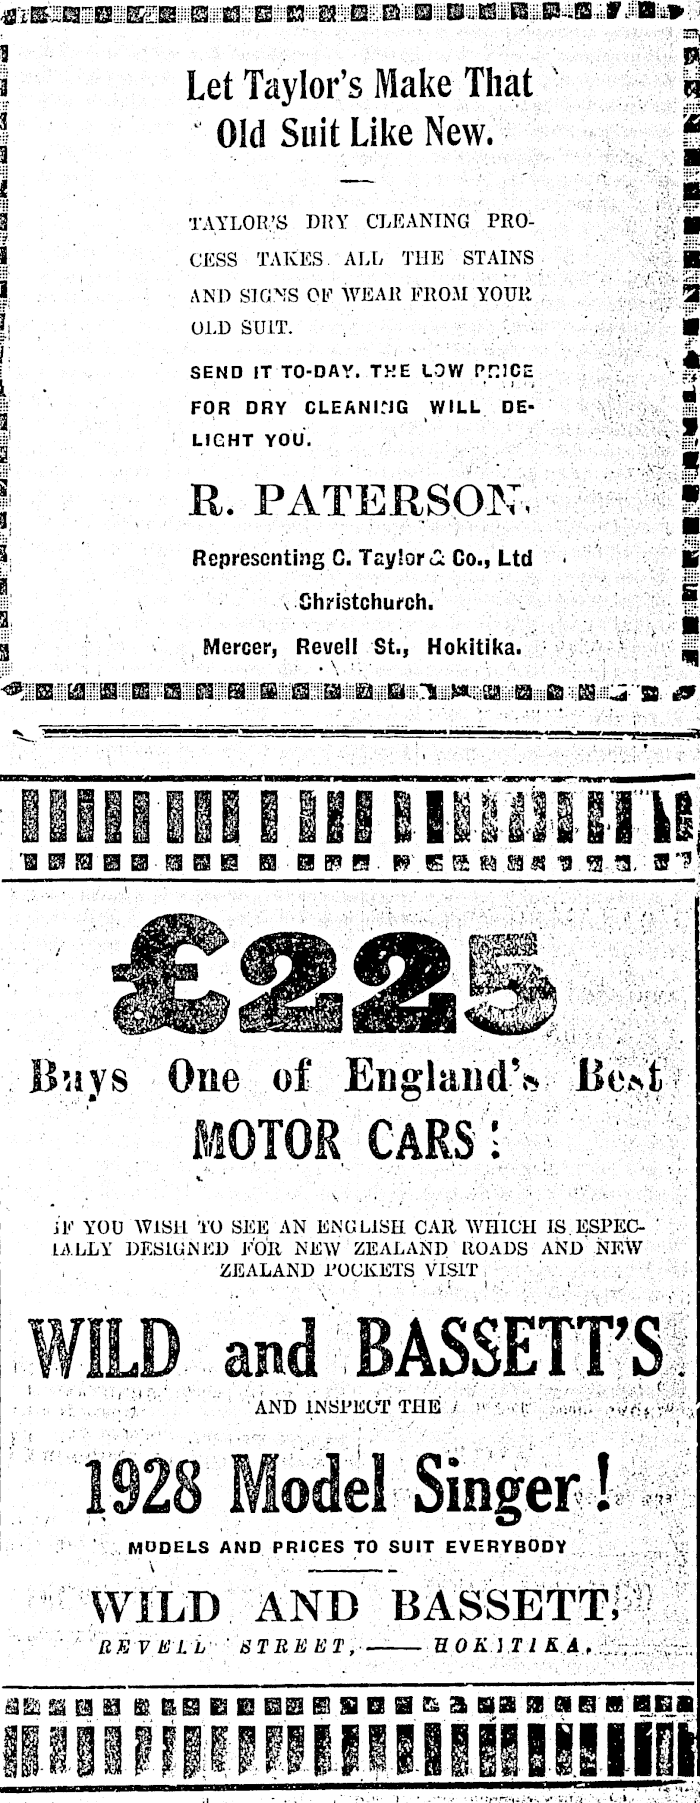 Let Taylor's Make That
Old Suit Like New.
TAYLOR'S DRY CLEANING PRO-
CESS TAKES ALL THE STAINS
AND SIGNS OF WEAR FROM YOUR
OLD SUIT.
SEND IT TO-DAY. THE LOW PRICE
FOR DRY CLEANING WILL DE-
LIGHT YOU.
R. PATERSON,
Representing C. Taylor & Co., Ltd
Christchurch.
Mercer, Revell St., Hokitika.
£225
Buys One of England's Best
MOTOR CARS!
IF YOU WISH TO SEE AN ENGLISH CAR WHICH IS ESPEC-
IALLY DESIGNED FOR NEW ZEALAND ROADS AND NEW
ZEALAND POCKETS VISIT
WILD and BASSETT'S
AND INSPECT THE
1928 Model Singer!
MODELS AND PRICES TO SUIT EVERYBODY
WILD AND BASSETT,
REVELL STREET, — HOKITIKA.